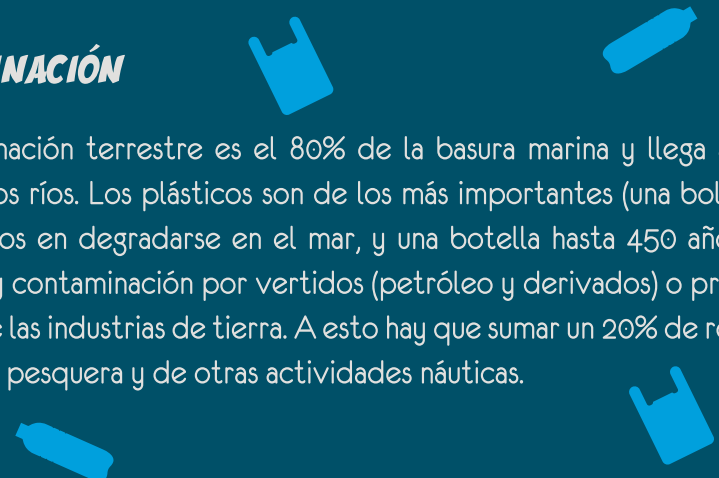 NACIÓN
nación terrestre es el 80% de la basura marina y llega
os ríos. Los plásticos son de los más importantes (una bol
os en degradarse en el mar, y una botella hasta 450 añ
y contaminación por vertidos (petróleo y derivados) o pr
e las industrias de tierra. A esto hay que sumar un 20% de r
pesquera y de otras actividades náuticas.